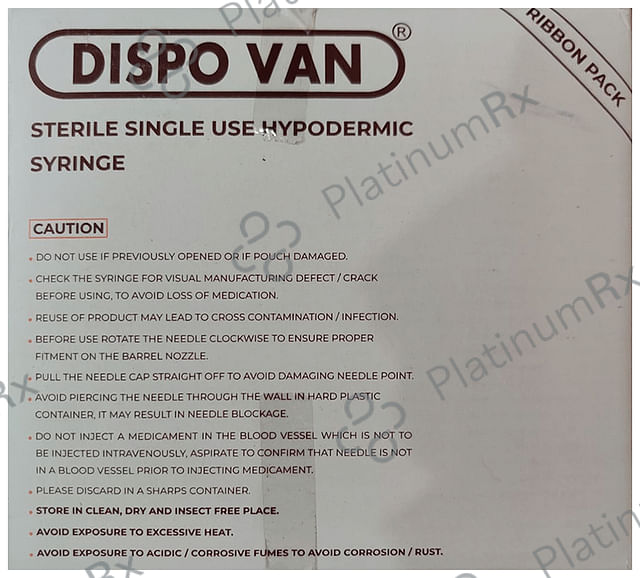 DISPO VAN®
RIBBON PACK
STERILE SINGLE USE HYPODERMIC
SYRINGE
CAUTION
• DO NOT USE IF PREVIOUSLY OPENED OR IF POUCH DAMAGED.
• CHECK THE SYRINGE FOR VISUAL MANUFACTURING DEFECT / CRACK
BEFORE USING, TO AVOID LOSS OF MEDICATION.
• REUSE OF PRODUCT MAY LEAD TO CROSS CONTAMINATION / INFECTION.
• BEFORE USE ROTATE THE NEEDLE CLOCKWISE TO ENSURE PROPER
FITMENT ON THE BARREL NOZZLE.
• PULL THE NEEDLE CAP STRAIGHT OFF TO AVOID DAMAGING NEEDLE POINT.
• AVOID PIERCING THE NEEDLE THROUGH THE WALL IN HARD PLASTIC
CONTAINER, IT MAY RESULT IN NEEDLE BLOCKAGE.
• DO NOT INJECT A MEDICAMENT IN THE BLOOD VESSEL WHICH IS NOT TO
BE INJECTED INTRAVENOUSLY, ASPIRATE TO CONFIRM THAT NEEDLE IS NOT
IN A BLOOD VESSEL PRIOR TO INJECTING MEDICAMENT.
• PLEASE DISCARD IN A SHARPS CONTAINER.
• STORE IN CLEAN, DRY AND INSECT FREE PLACE.
• AVOID EXPOSURE TO EXCESSIVE HEAT.
• AVOID EXPOSURE TO ACIDIC / CORROSIVE FUMES TO AVOID CORROSION / RUST.
PlatinumRx
PlatinumRx
Rx
Platin
Rx